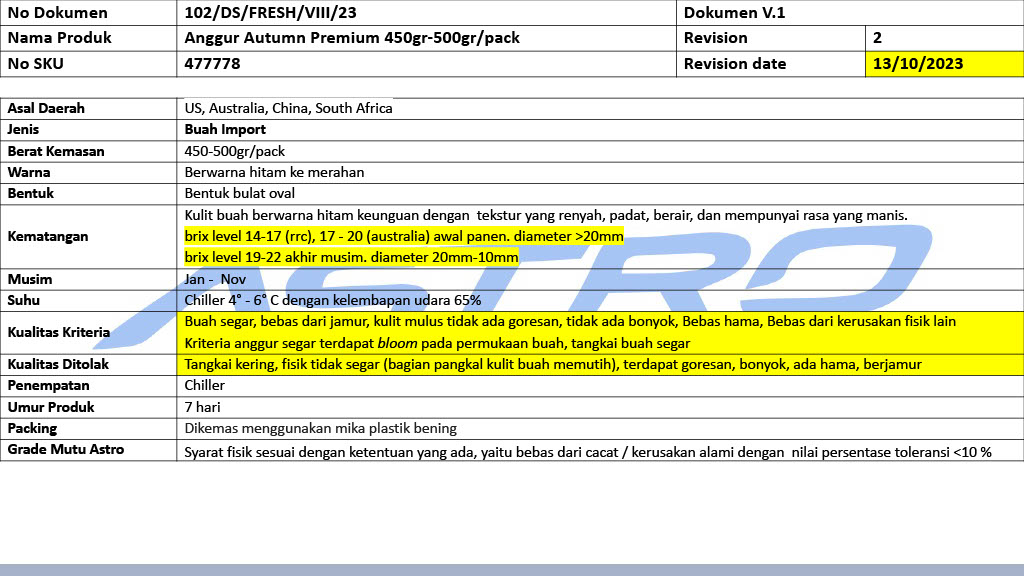 No Dokumen 102/DS/FRESH/VIII/23 Dokumen V.1
Nama Produk Anggur Autumn Premium 450gr-500gr/pack Revision 2
No SKU 477778 Revision date 13/10/2023
Asal Daerah US, Australia, China, South Africa
Jenis Buah Import
Berat Kemasan 450-500gr/pack
Warna Berwarna hitam ke merahan
Bentuk Bentuk bulat oval
Kematangan Kulit buah berwarna hitam keunguan dengan tekstur yang renyah, padat, berair, dan mempunyai rasa yang manis.
brix level 14-17 (rrc), 17 - 20 (australia) awal panen. diameter >20mm
brix level 19-22 akhir musim. diameter 20mm-10mm
Musim Jan - Nov
Suhu Chiller 4° - 6° C dengan kelembapan udara 65%
Kualitas Kriteria Buah segar, bebas dari jamur, kulit mulus tidak ada goresan, tidak ada bonyok, Bebas hama, Bebas dari kerusakan fisik lain
Kriteria anggur segar terdapat bloom pada permukaan buah, tangkai buah segar
Kualitas Ditolak Tangkai kering, fisik tidak segar (bagian pangkal kulit buah memutih), terdapat goresan, bonyok, ada hama, berjamur
Penempatan Chiller
Umur Produk 7 hari
Packing Dikemas menggunakan mika plastik bening
Grade Mutu Astro Syarat fisik sesuai dengan ketentuan yang ada, yaitu bebas dari cacat / kerusakan alami dengan nilai persentase toleransi <10 %
ASTRO